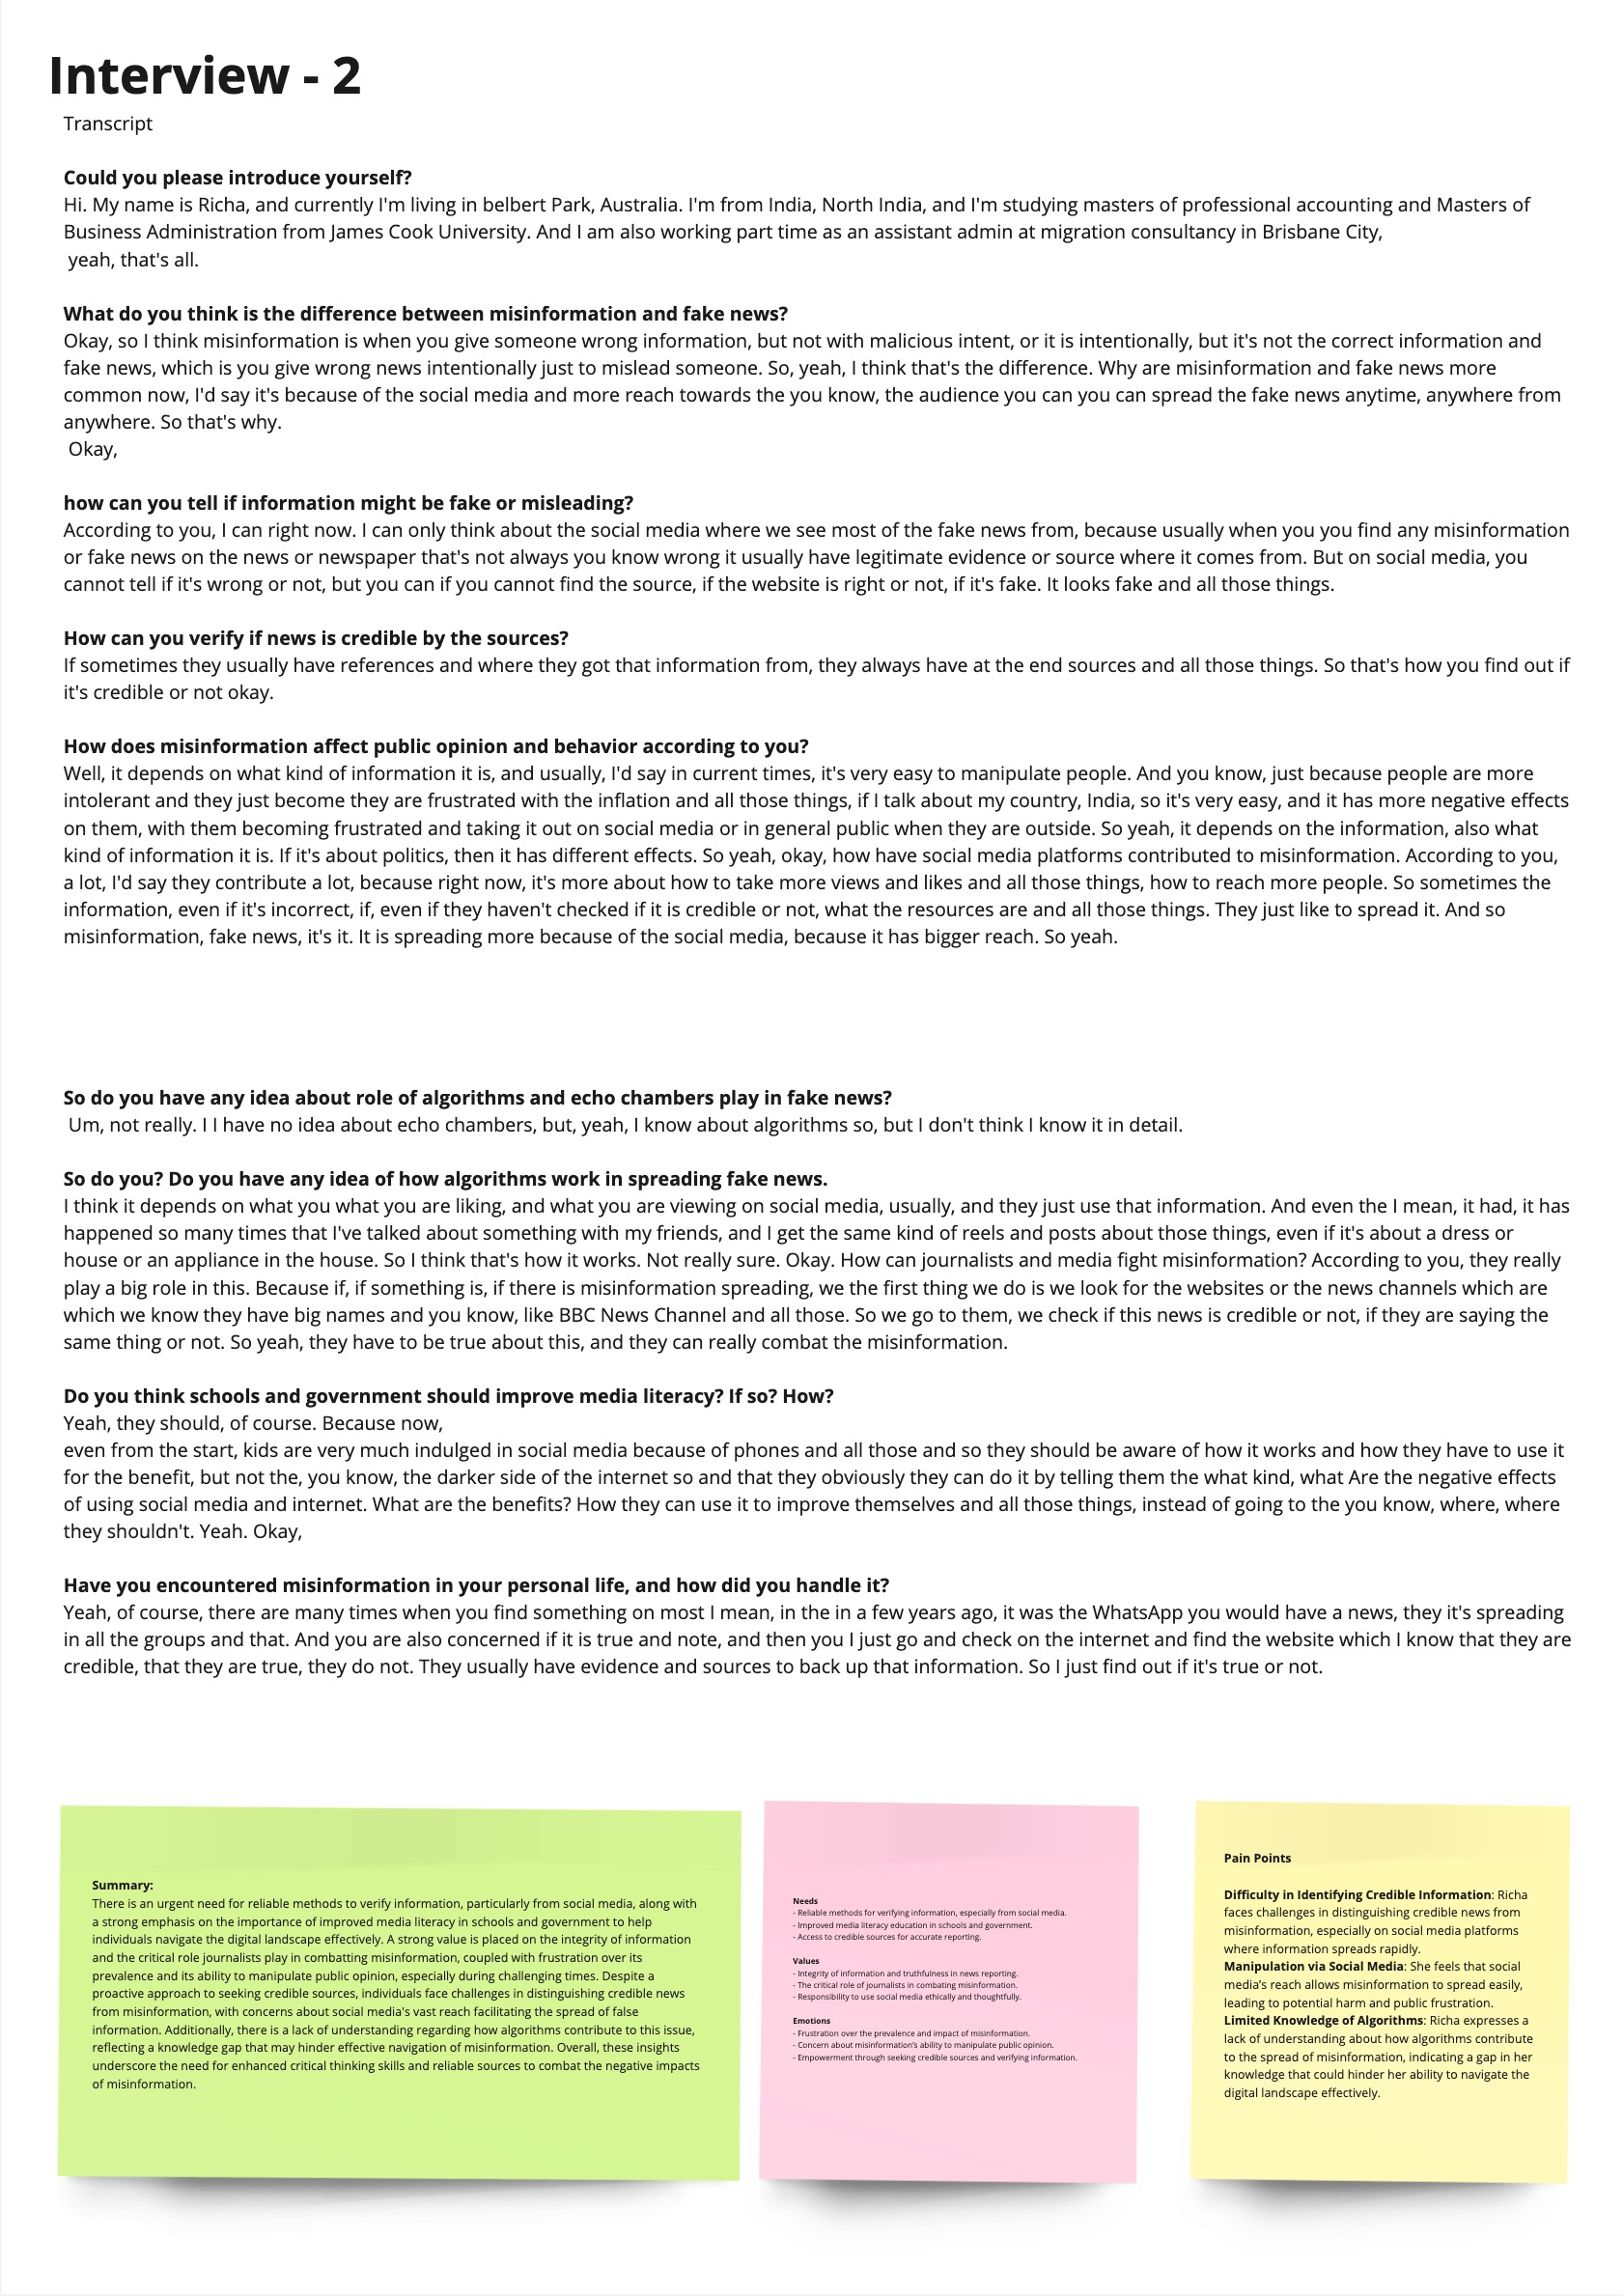 Interview - 2
Transcript
Could you please introduce yourself?
Hi. My name is Richa, and currently I'm living in belbert Park, Australia. I'm from India, North India, and I'm studying masters of professional accounting and Masters of
Business Administration from James Cook University. And I am also working part time as an assistant admin at migration consultancy in Brisbane City,
yeah, that's all.
What do you think is the difference between misinformation and fake news?
Okay, so I think misinformation is when you give someone wrong information, but not with malicious intent, or it is intentionally, but it's not the correct information and
fake news, which is you give wrong news intentionally just to mislead someone. So, yeah, I think that's the difference. Why are misinformation and fake news more
common now, I'd say it's because of the social media and more reach towards the you know, the audience you can you can spread the fake news anytime, anywhere from
anywhere. So that's why.
Okay,
how can you tell if information might be fake or misleading?
According to you, I can right now. I can only think about the social media where we see most of the fake news from, because usually when you you find any misinformation
or fake news on the news or newspaper that's not always you know wrong it usually have legitimate evidence or source where it comes from. But on social media, you
cannot tell if it's wrong or not, but you can if you cannot find the source, if the website is right or not, if it's fake. It looks fake and all those things.
How can you verify if news is credible by the sources?
If sometimes they usually have references and where they got that information from, they always have at the end sources and all those things. So that's how you find out if
it's credible or not okay.
How does misinformation affect public opinion and behavior according to you?
Well, it depends on what kind of information it is, and usually, I'd say in current times, it's very easy to manipulate people. And you know, just because people are more
intolerant and they just become they are frustrated with the inflation and all those things, if I talk about my country, India, so it's very easy, and it has more negative effects
on them, with them becoming frustrated and taking it out on social media or in general public when they are outside. So yeah, it depends on the information, also what
kind of information it is. If it's about politics, then it has different effects. So yeah, okay, how have social media platforms contributed to misinformation. According to you,
a lot, I'd say they contribute a lot, because right now, it's more about how to take more views and likes and all those things, how to reach more people. So sometimes the
information, even if it's incorrect, if, even if they haven't checked if it is credible or not, what the resources are and all those things. They just like to spread it. And so
misinformation, fake news, it's it. It is spreading more because of the social media, because it has bigger reach. So yeah.
So do you have any idea about role of algorithms and echo chambers play in fake news?
Um, not really. I I have no idea about echo chambers, but, yeah, I know about algorithms so, but I don't think I know it in detail.
So do you? Do you have any idea of how algorithms work in spreading fake news.
I think it depends on what you what you are liking, and what you are viewing on social media, usually, and they just use that information. And even the I mean, it had, it has
happened so many times that I've talked about something with my friends, and I get the same kind of reels and posts about those things, even if it's about a dress or
house or an appliance in the house. So I think that's how it works. Not really sure. Okay. How can journalists and media fight misinformation? According to you, they really
play a big role in this. Because if, if something is, if there is misinformation spreading, we the first thing we do is we look for the websites or the news channels which are
which we know they have big names and you know, like BBC News Channel and all those. So we go to them, we check if this news is credible or not, if they are saying the
same thing or not. So yeah, they have to be true about this, and they can really combat the misinformation.
Do you think schools and government should improve media literacy? If so? How?
Yeah, they should, of course. Because now,
even from the start, kids are very much indulged in social media because of phones and all those and so they should be aware of how it works and how they have to use it
for the benefit, but not the, you know, the darker side of the internet so and that they obviously they can do it by telling them the what kind, what Are the negative effects
of using social media and internet. What are the benefits? How they can use it to improve themselves and all those things, instead of going to the you know, where, where
they shouldn't. Yeah. Okay,
Have you encountered misinformation in your personal life, and how did you handle it?
Yeah, of course, there are many times when you find something on most I mean, in the in a few years ago, it was the WhatsApp you would have a news, they it's spreading
in all the groups and that. And you are also concerned if it is true and note, and then you I just go and check on the internet and find the website which I know that they are
credible, that they are true, they do not. They usually have evidence and sources to back up that information. So I just find out if it's true or not.
Summary:
There is an urgent need for reliable methods to verify information, particularly from social media, along with
a strong emphasis on the importance of improved media literacy in schools and government to help
individuals navigate the digital landscape effectively. A strong value is placed on the integrity of information
and the critical role journalists play in combatting misinformation, coupled with frustration over its
prevalence and its ability to manipulate public opinion, especially during challenging times. Despite a
proactive approach to seeking credible sources, individuals face challenges in distinguishing credible news
from misinformation, with concerns about social media's vast reach facilitating the spread of false
information. Additionally, there is a lack of understanding regarding how algorithms contribute to this issue,
reflecting a knowledge gap that may hinder effective navigation of misinformation. Overall, these insights
underscore the need for enhanced critical thinking skills and reliable sources to combat the negative impacts
of misinformation.
Needs
- Reliable methods for verifying information, especially from social media.
- Improved media literacy education in schools and government.
- Access to credible sources for accurate reporting.
Values
- Integrity of information and truthfulness in news reporting.
- The critical role of journalists in combating misinformation.
- Responsibility to use social media ethically and thoughtfully.
Emotions
- Frustration over the prevalence and impact of misinformation.
- Concern about misinformation's ability to manipulate public opinion.
- Empowerment through seeking credible sources and verifying information.
Pain Points
Difficulty in Identifying Credible Information: Richa
faces challenges in distinguishing credible news from
misinformation, especially on social media platforms
where information spreads rapidly.
Manipulation via Social Media: She feels that social
media's reach allows misinformation to spread easily,
leading to potential harm and public frustration.
Limited Knowledge of Algorithms: Richa expresses a
lack of understanding about how algorithms contribute
to the spread of misinformation, indicating a gap in her
knowledge that could hinder her ability to navigate the
digital landscape effectively.